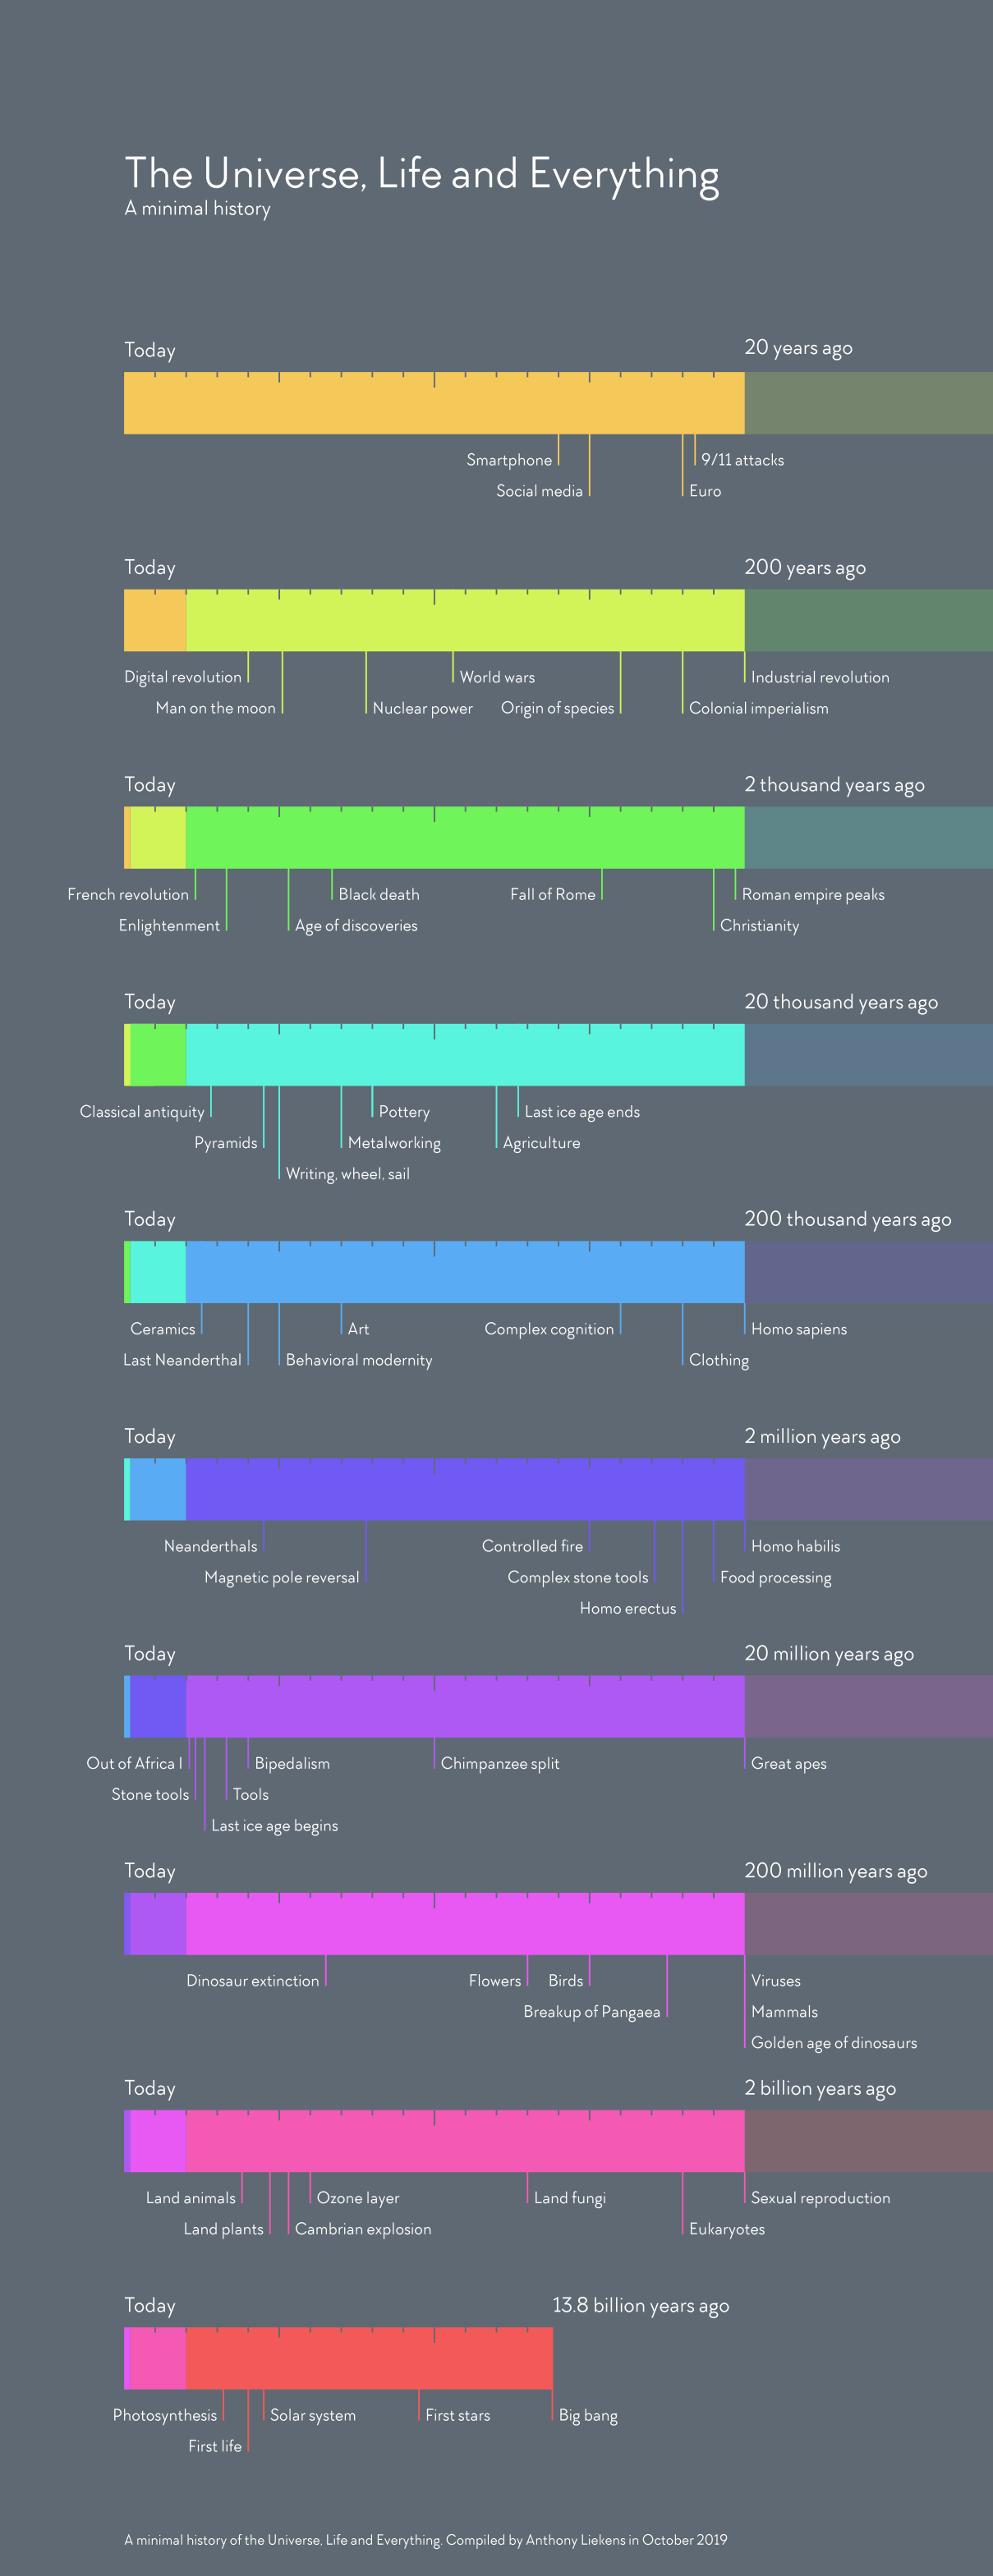 The Universe, Life and Everything
A minimal history
Today 20 years ago
Smartphone 9/11 attacks
Social media Euro
Today 200 years ago
Digital revolution World wars Industrial revolution
Man on the moon Nuclear power Origin of species Colonial imperialism
Today 2 thousand years ago
French revolution Black death Fall of Rome Roman empire peaks
Enlightenment Age of discoveries Christianity
Today 20 thousand years ago
Classical antiquity Pottery Last ice age ends
Pyramids Metalworking Agriculture
Writing, wheel, sail
Today 200 thousand years ago
Ceramics Art Complex cognition Homo sapiens
Last Neanderthal Behavioral modernity Clothing
Today 2 million years ago
Neanderthals Controlled fire Homo habilis
Magnetic pole reversal Complex stone tools Food processing
Homo erectus
Today 20 million years ago
Out of Africa I Bipedalism Chimpanzee split Great apes
Stone tools Tools
Last ice age begins
Today 200 million years ago
Dinosaur extinction Flowers Birds Viruses
Breakup of Pangaea Mammals
Golden age of dinosaurs
Today 2 billion years ago
Land animals Ozone layer Land fungi Sexual reproduction
Land plants Cambrian explosion Eukaryotes
Today 13.8 billion years ago
Photosynthesis Solar system First stars Big bang
First life
A minimal history of the Universe, Life and Everything. Compiled by Anthony Liekens in October 2019